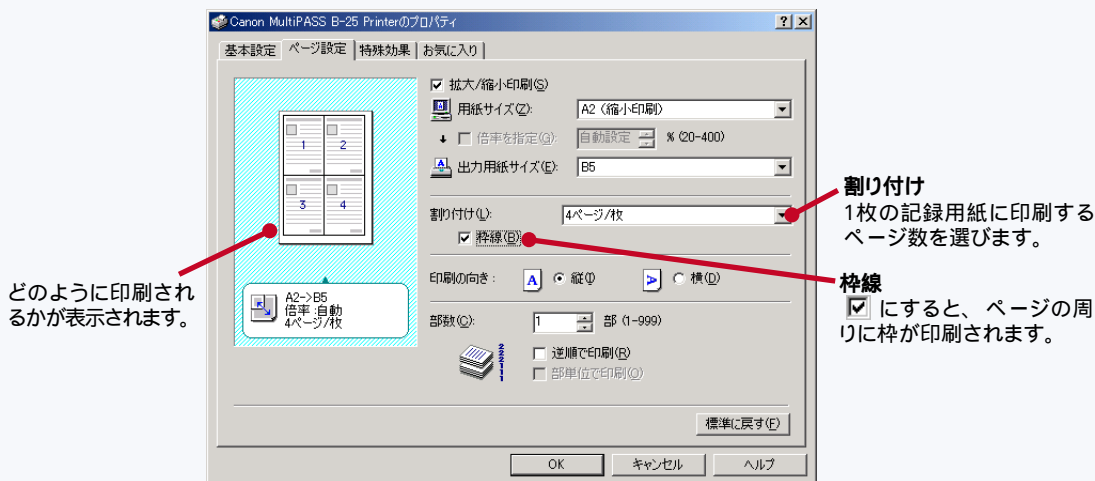 Canon MultiPASS B-25 Printerのプロパティ
基本設定 ページ設定 特殊効果 お気に入り
1 2
3 4
A2->B5
倍率 :自動
4ページ/枚
拡大/縮小印刷(S)
用紙サイズ(Z): A2 (縮小印刷)
倍率を指定(G): 自動設定 % (20-400)
出力用紙サイズ(E): B5
割り付け(L): 4ページ/枚
枠線(B)
印刷の向き : A 縦(I) A 横(D)
部数(C): 1 部 (1-999)
222111
逆順で印刷(R)
部単位で印刷(O)
標準に戻す(F)
OK キャンセル ヘルプ
どのように印刷され
るかが表示されます。
割り付け
1枚の記録用紙に印刷する
ページ数を選びます。
枠線
にすると、ページの周
りに枠が印刷されます。